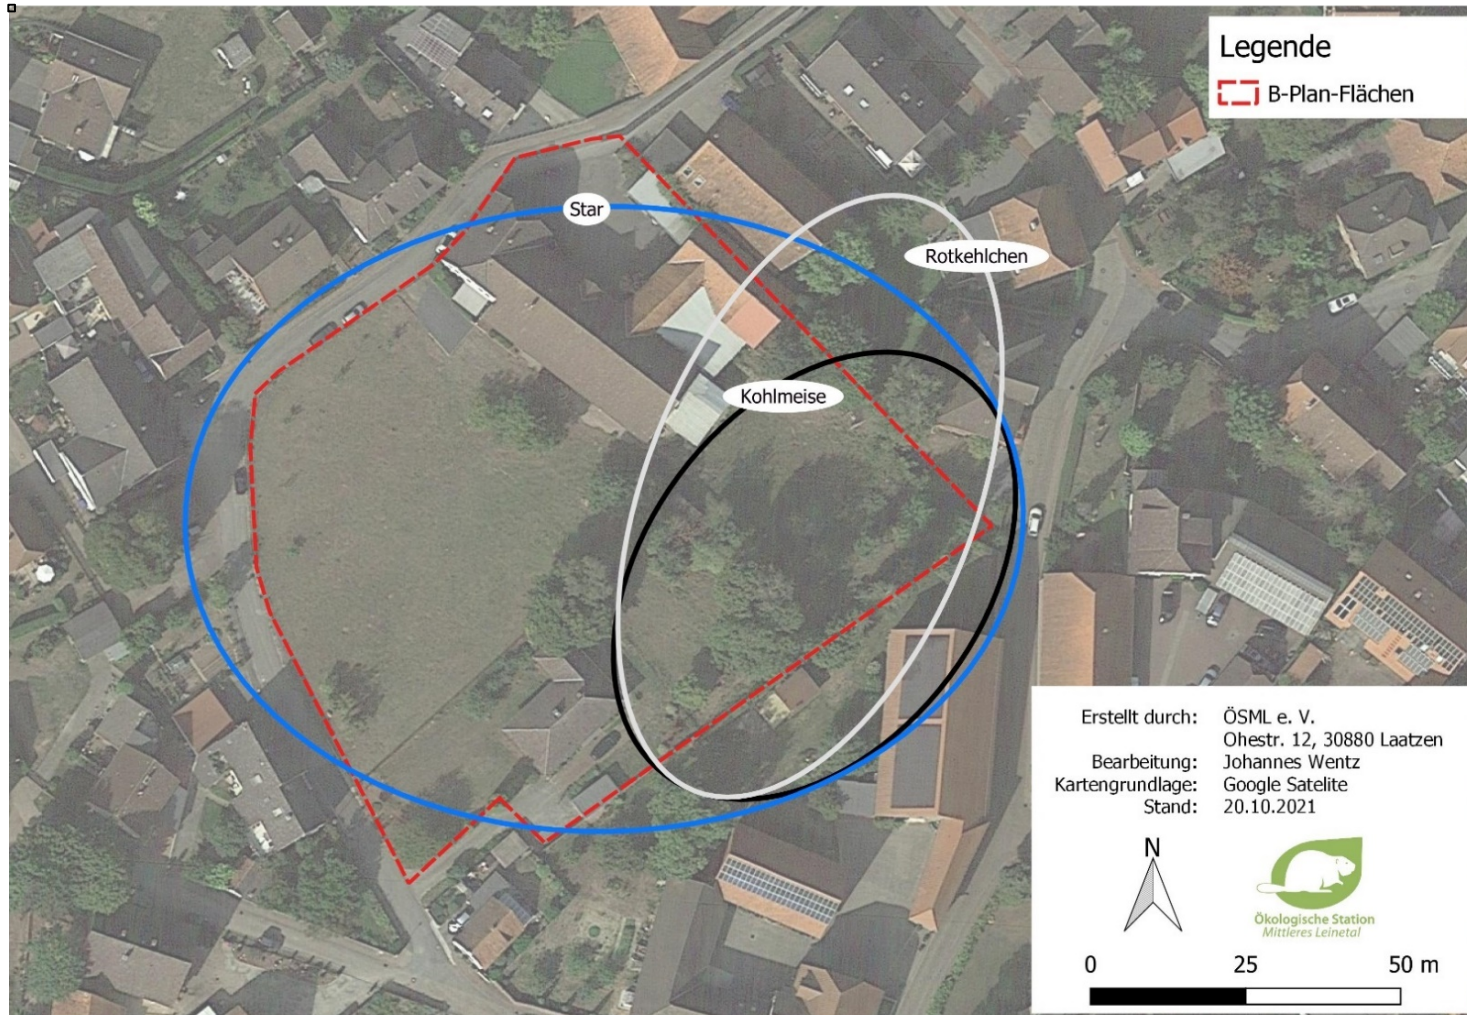 Legende
B-Plan-Flächen
Star
Rotkehlchen
Kohlmeise
Erstellt durch: ÖSML e. V.
Ohestr. 12, 30880 Laatzen
Bearbeitung: Johannes Wentz
Kartengrundlage: Google Satelite
Stand: 20.10.2021
N
Ökologische Station
Mittleres Leinetal
0 25 50 m